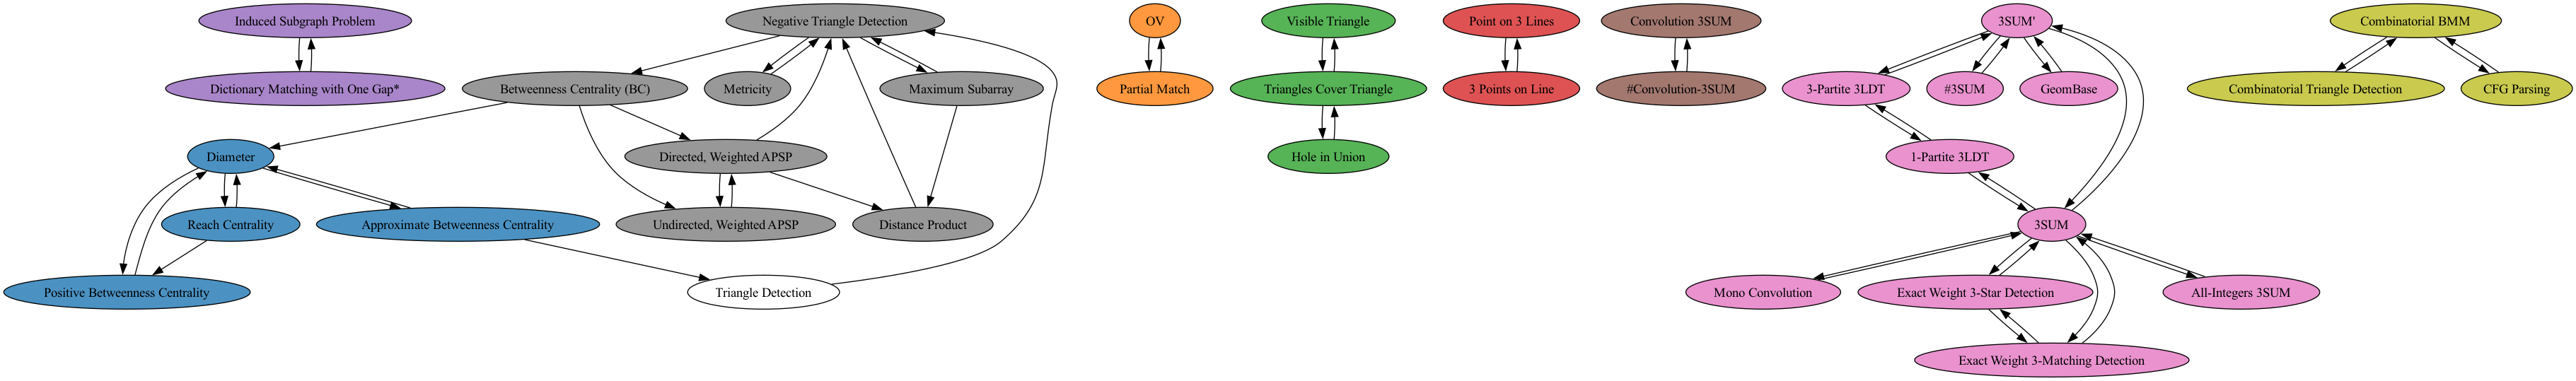 Induced Subgraph Problem
Negative Triangle Detection
OV
Visible Triangle
Point on 3 Lines
Convolution 3SUM
3SUM'
Combinatorial BMM
Dictionary Matching with One Gap*
Betweenness Centrality (BC)
Metricity
Maximum Subarray
Partial Match
Triangles Cover Triangle
3 Points on Line
#Convolution-3SUM
3-Partite 3LDT
#3SUM
GeomBase
Combinatorial Triangle Detection
CFG Parsing
Diameter
Directed, Weighted APSP
Hole in Union
1-Partite 3LDT
Reach Centrality
Approximate Betweenness Centrality
Undirected, Weighted APSP
Distance Product
3SUM
Positive Betweenness Centrality
Triangle Detection
Mono Convolution
Exact Weight 3-Star Detection
All-Integers 3SUM
Exact Weight 3-Matching Detection